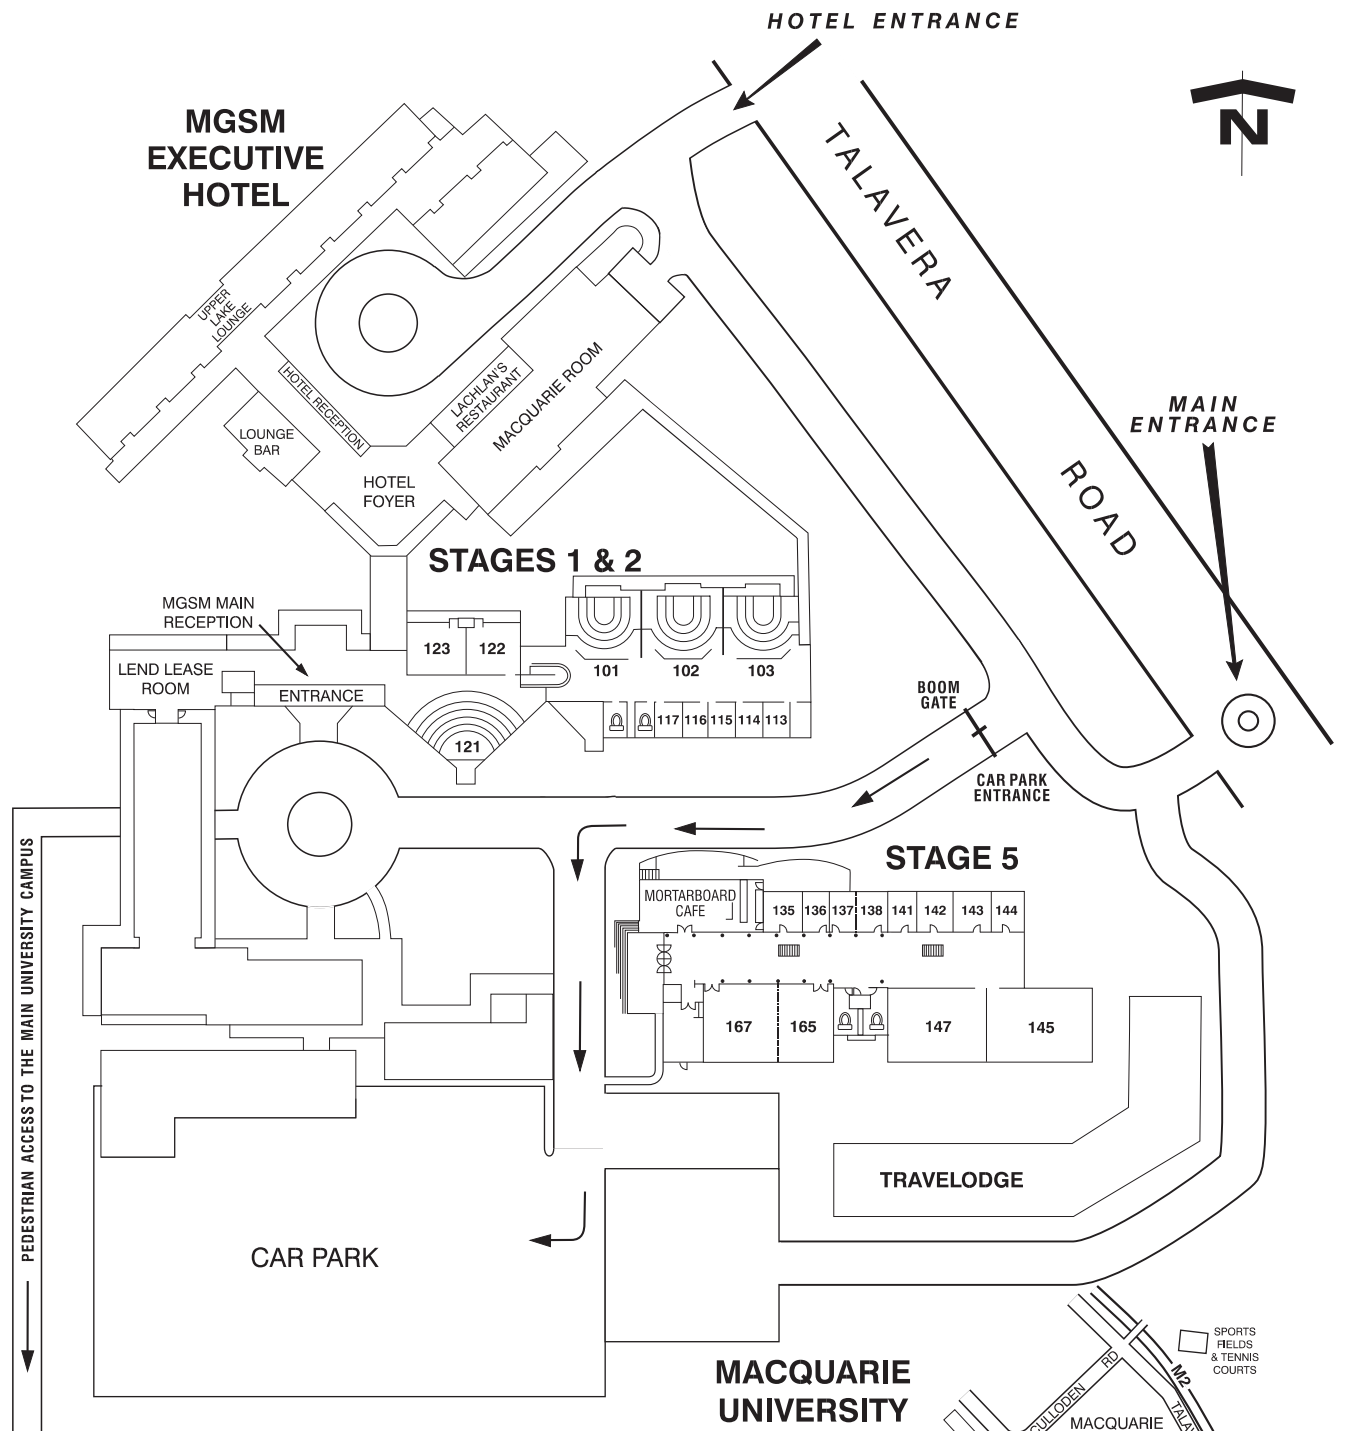 HOTEL ENTRANCE
N
MGSM
EXECUTIVE
HOTEL
TALAVERA
ROAD
UPPER
LAKE
LOUNGE
HOTEL RECEPTION
LACHLAN'S
RESTAURANT
MACQUARIE ROOM
MAIN
ENTRANCE
LOUNGE
BAR
HOTEL
FOYER
STAGES 1 & 2
MGSM MAIN
RECEPTION
LEND LEASE
ROOM
ENTRANCE
123
122
101
102
103
121
117
116
115
114
113
BOOM
GATE
CAR PARK
ENTRANCE
STAGE 5
MORTARBOARD
CAFE
135
136
137
138
141
142
143
144
167
165
147
145
PEDESTRIAN ACCESS TO THE MAIN UNIVERSITY CAMPUS
TRAVELODGE
CAR PARK
MACQUARIE
UNIVERSITY
SPORTS
FIELDS
& TENNIS
COURTS
M2
CULLODEN RD
MACQUARIE
TALAV